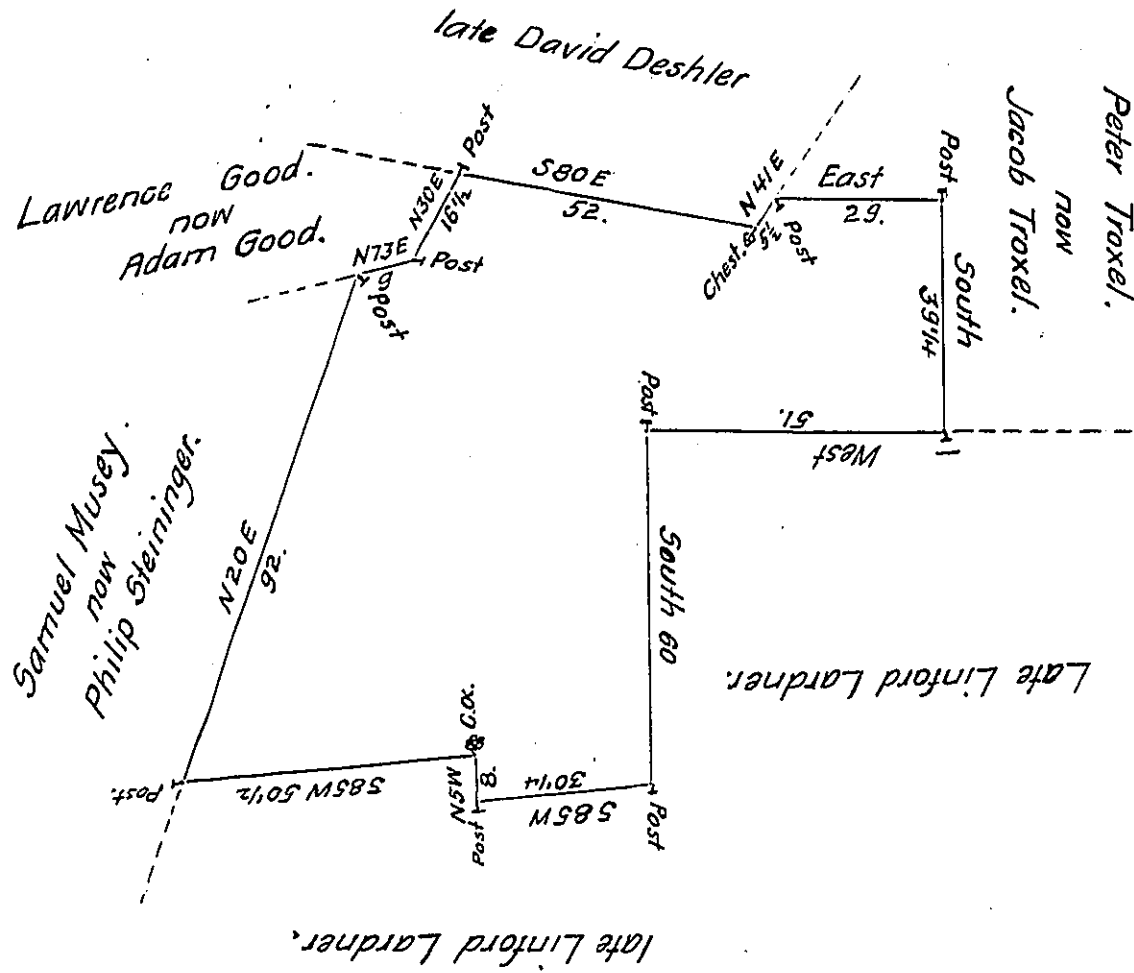 late David Deshler
Peter Troxel.
now
Jacob Troxel.
Lawrence Good.
now
Adam Good.
Post
S80E
52.
N41E
5½
Chest.
Post
East
29.
Post
N30E
16½
N73E
9
Post
Post
South
39¼
Post
51.
West
Samuel Musey.
now
Philip Steininger.
N20E
92.
South 60
Late Linford Lardner.
C.O.
N5W
8.
Post
S85W 50½
Post.
30¼
S85W
Post
late Linford Lardner.